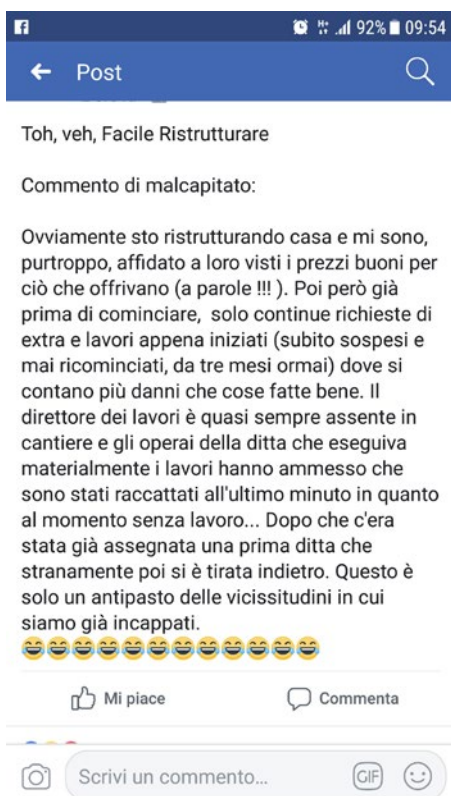 92% 09:54
Post
Toh, veh, Facile Ristrutturare
Commento di malcapitato:
Ovviamente sto ristrutturando casa e mi sono,
purtroppo, affidato a loro visti i prezzi buoni per
ciò che offrivano (a parole !!! ). Poi però già
prima di cominciare,  solo continue richieste di
extra e lavori appena iniziati (subito sospesi e
mai ricominciati, da tre mesi ormai) dove si
contano più danni che cose fatte bene. Il
direttore dei lavori è quasi sempre assente in
cantiere e gli operai della ditta che eseguiva
materialmente i lavori hanno ammesso che
sono stati raccattati all'ultimo minuto in quanto
al momento senza lavoro... Dopo che c'era
stata già assegnata una prima ditta che
stranamente poi si è tirata indietro. Questo è
solo un antipasto delle vicissitudini in cui
siamo già incappati.
😂😂😂😂😂😂😂😂😂😂😂😂
Mi piace Commenta
Scrivi un commento... GIF